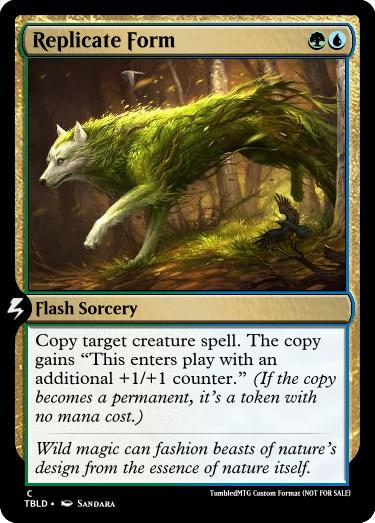 Replicate Form
Flash Sorcery
Copy target creature spell. The copy
gains “This enters play with an
additional +1/+1 counter.” (If the copy
becomes a permanent, it’s a token with
no mana cost.)
Wild magic can fashion beasts of nature’s
design from the essence of nature itself.
C
TBLD • Sandara
TumbledMTG Custom Format (NOT FOR SALE)